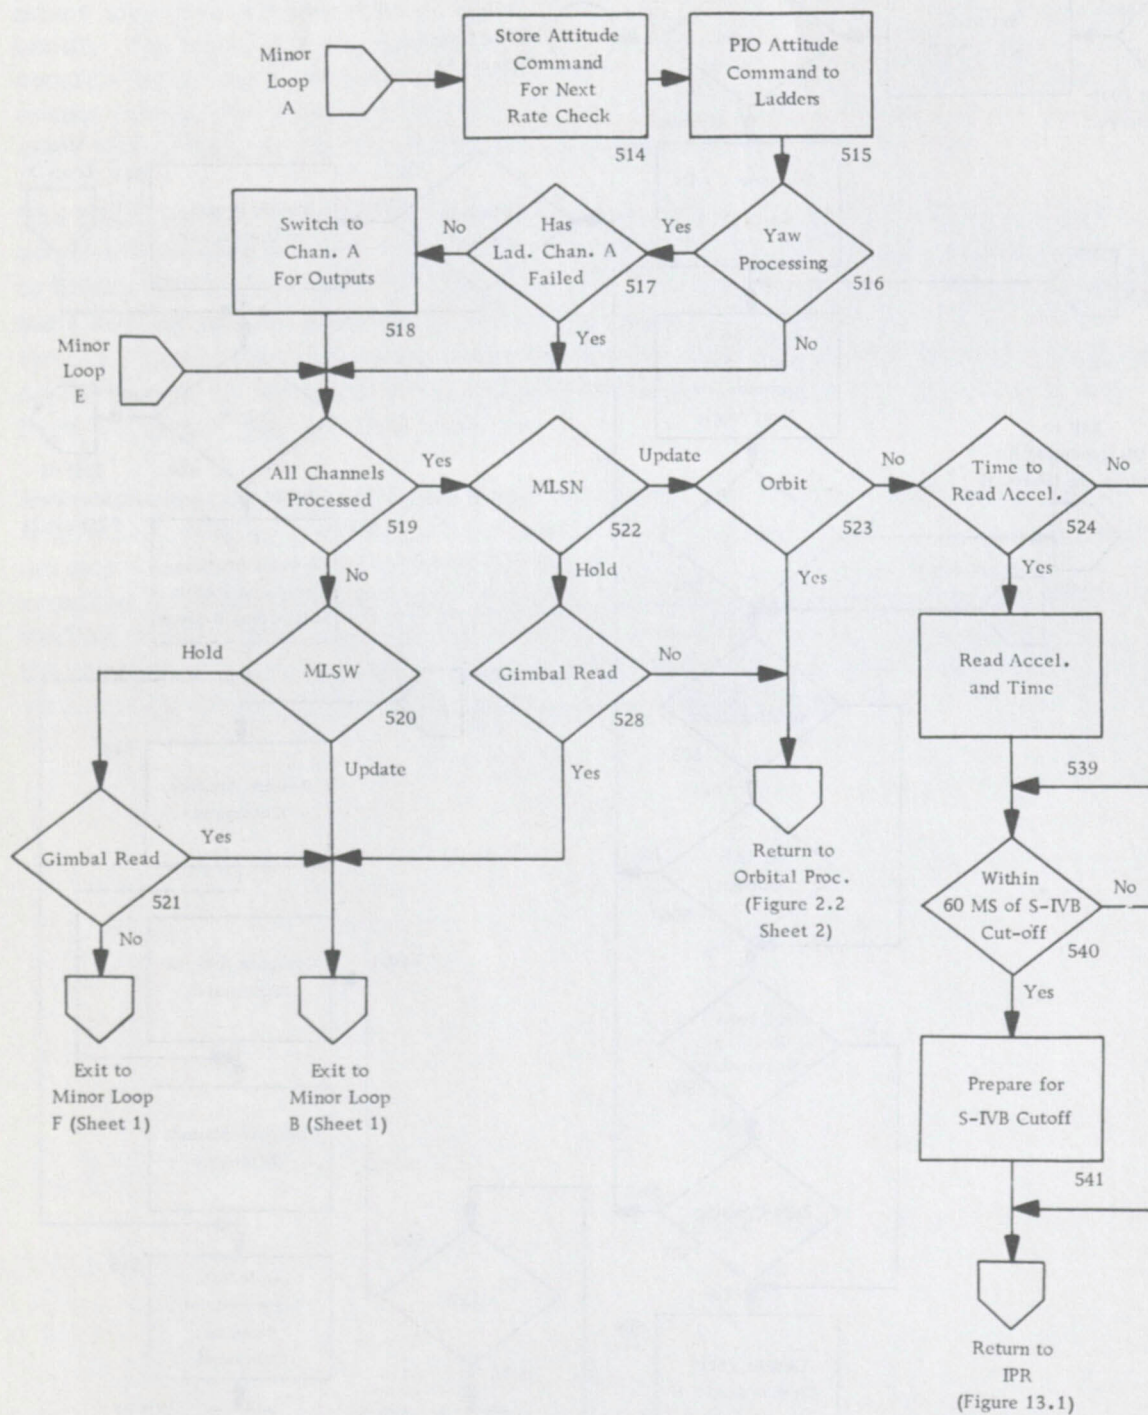 Minor
Loop
A
Store Attitude
Command
For Next
Rate Check
514
PIO Attitude
Command to
Ladders
515
Switch to
Chan. A
For Outputs
518
No
Has
Lad. Chan. A
Failed
517
Yes
Yes
Yaw
Processing
516
No
Minor
Loop
E
All Channels
Processed
519
Yes
No
MLSN
522
Update
Hold
Orbit
523
No
Yes
Time to
Read Accel.
524
No
Yes
Hold
MLSW
520
Update
Gimbal Read
528
No
Yes
Read Accel.
and Time
539
Gimbal Read
521
Yes
No
Return to
Orbital Proc.
(Figure 2.2
Sheet 2)
Within
60 MS of S-IVB
Cut-off
540
No
Yes
Exit to
Minor Loop
F (Sheet 1)
Exit to
Minor Loop
B (Sheet 1)
Prepare for
S-IVB Cutoff
541
Return to
IPR
(Figure 13.1)